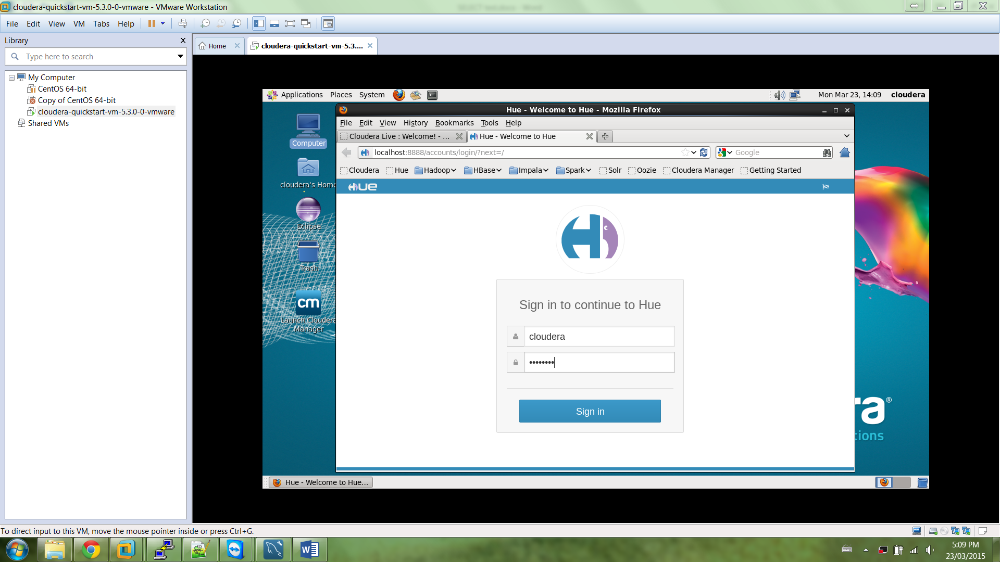 cloudera-quickstart-vm-5.3.0-0-vmware - VMware Workstation
File Edit View VM Tabs Help
Library
Type here to search
My Computer
CentOS 64-bit
Copy of CentOS 64-bit
cloudera-quickstart-vm-5.3.0-0-vmware
Shared VMs
Home
cloudera-quickstart-vm-5.3....
Applications Places System
Mon Mar 23, 14:09 cloudera
Computer
cloudera's Home
Eclipse
Trash
cm
Launch Cloudera
Manager
Hue - Welcome to Hue - Mozilla Firefox
File Edit View History Bookmarks Tools Help
Cloudera Live : Welcome! - ...
Hue - Welcome to Hue
localhost:8888/accounts/login/?next=/
Google
Cloudera Hue Hadoop HBase Impala Spark Solr Oozie Cloudera Manager Getting Started
HUE
Sign in to continue to Hue
cloudera
••••••••
Sign in
ra®
tions
Hue - Welcome to Hue...
To direct input to this VM, move the mouse pointer inside or press Ctrl+G.
5:09 PM
23/03/2015